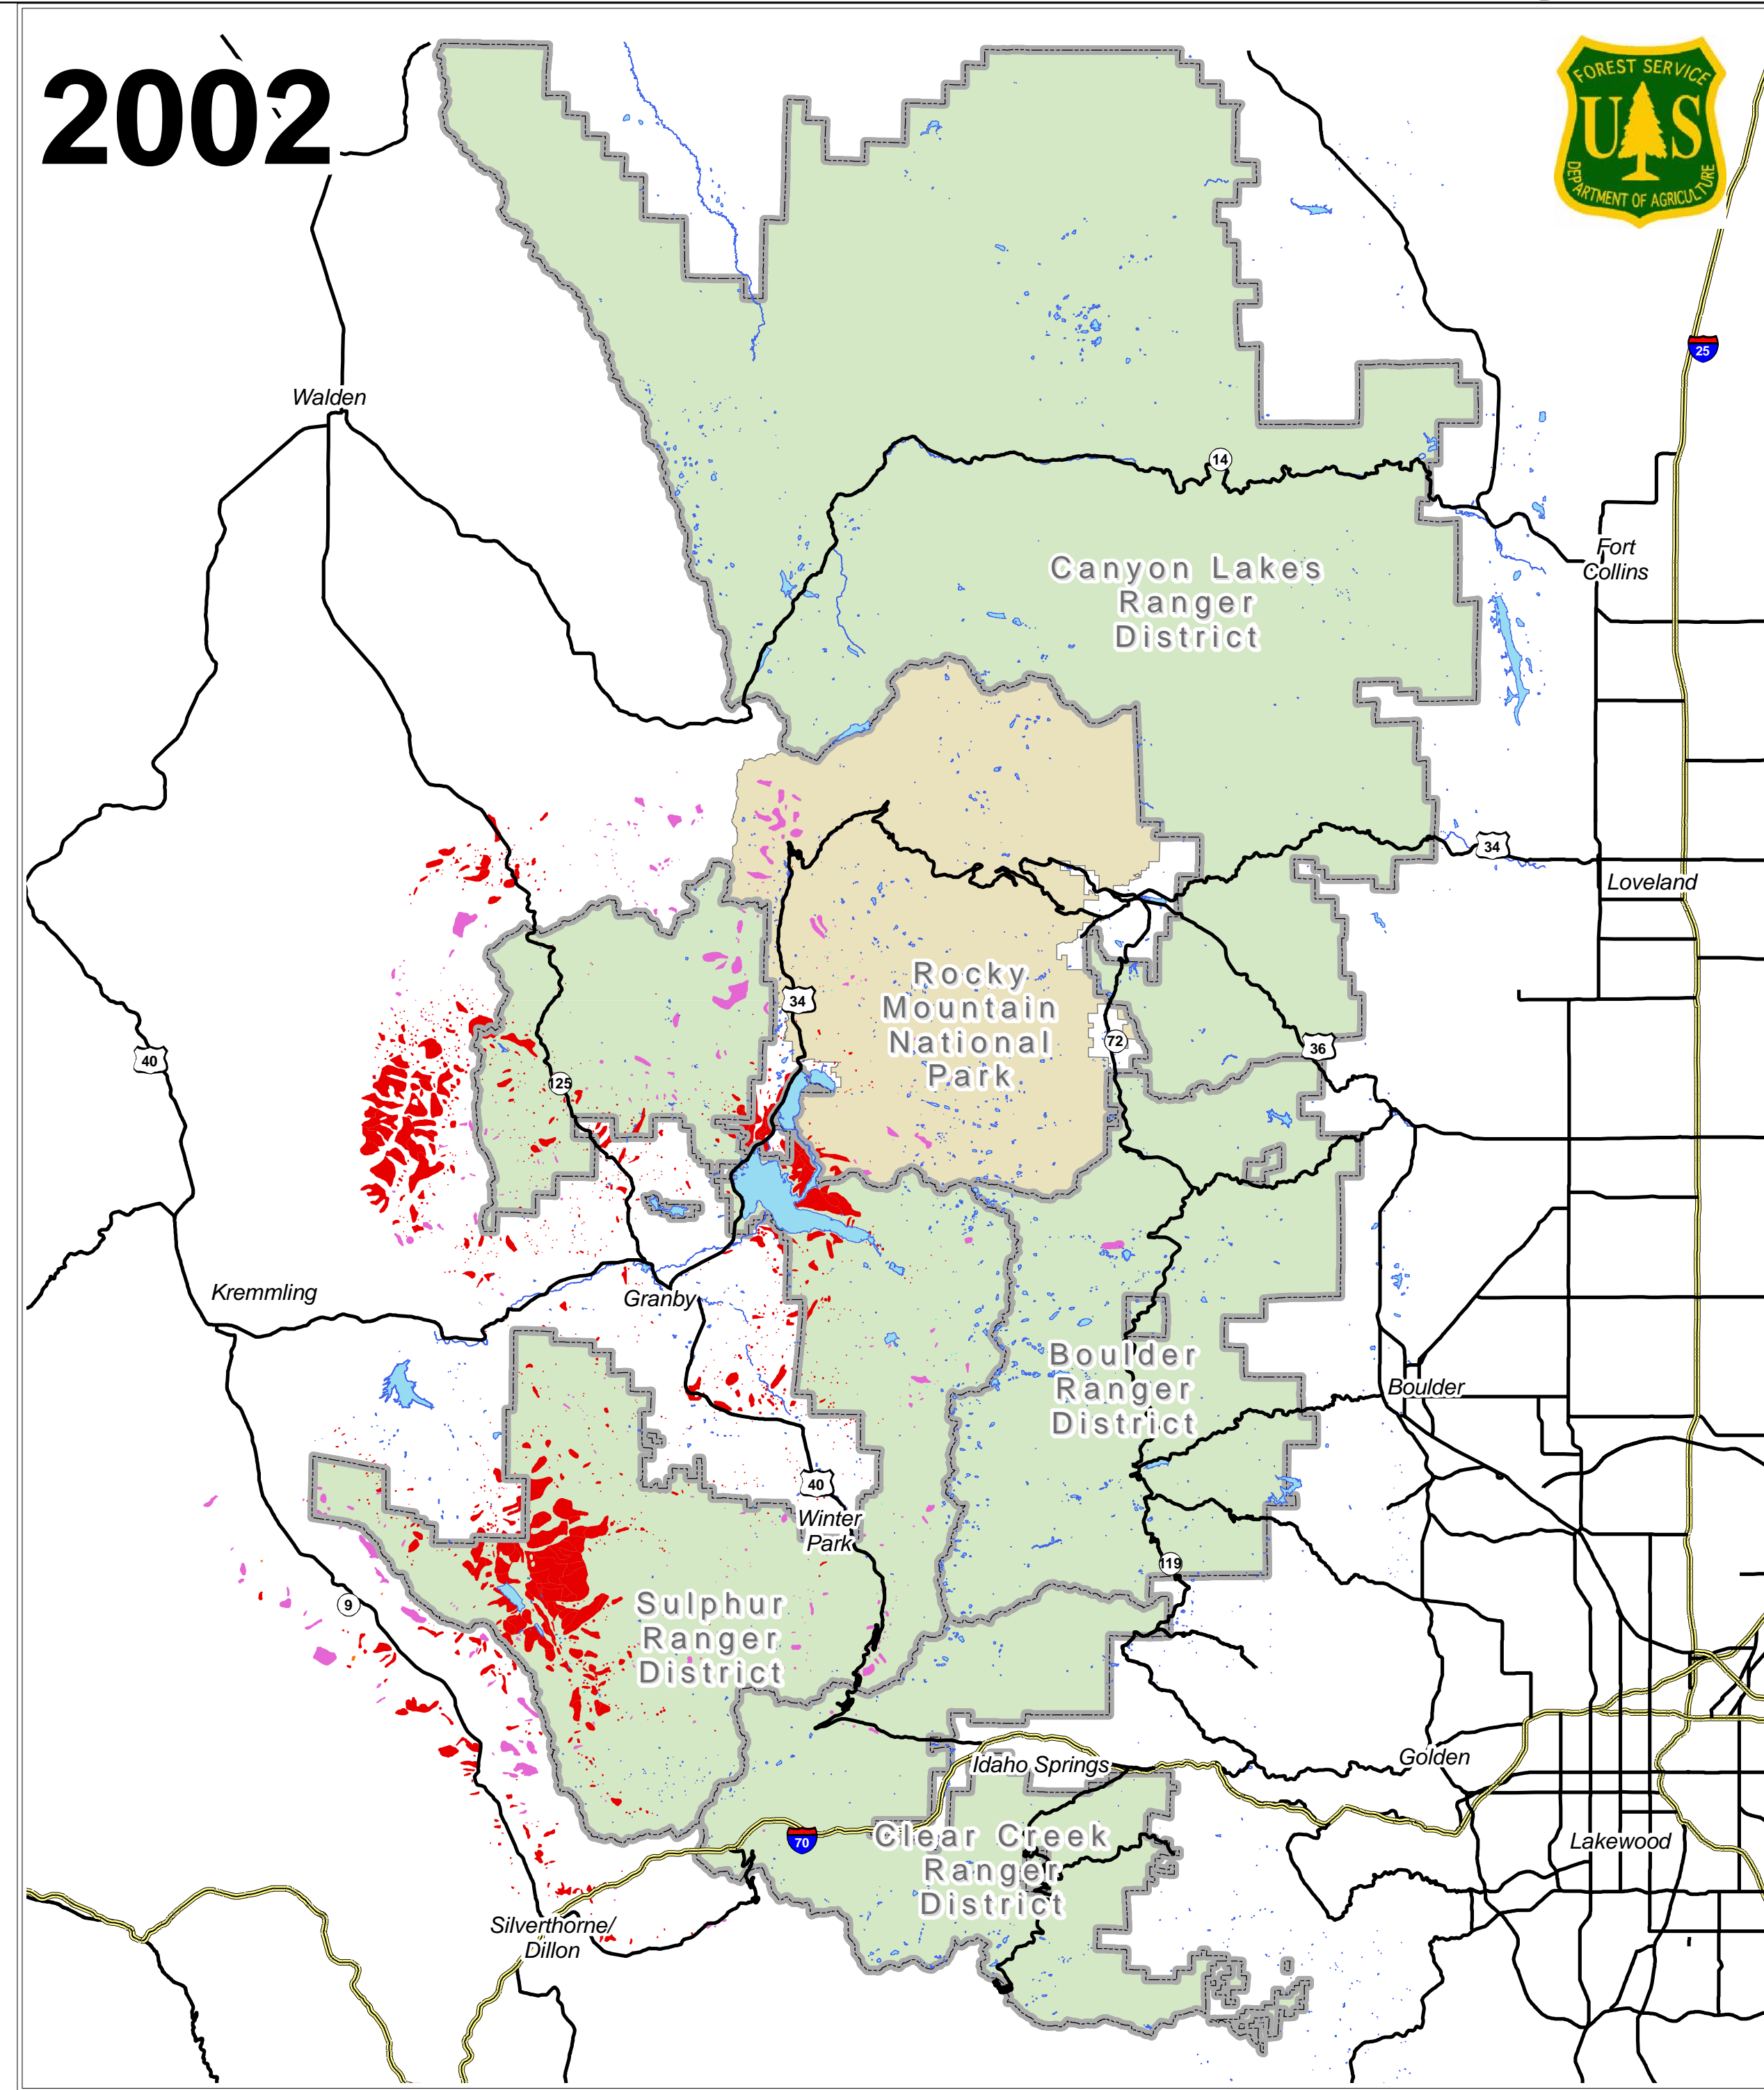 2002
FOREST SERVICE
U S
DEPARTMENT OF AGRICULTURE
25
Walden
14
Fort
Collins
Canyon Lakes
Ranger
District
34
Loveland
Rocky
Mountain
National
Park
34
72
36
40
125
Kremmling
Granby
Boulder
Ranger
District
Boulder
40
Winter
Park
119
9
Sulphur
Ranger
District
Idaho Springs
Golden
70
Clear Creek
Ranger
District
Lakewood
Silverthorne/
Dillon